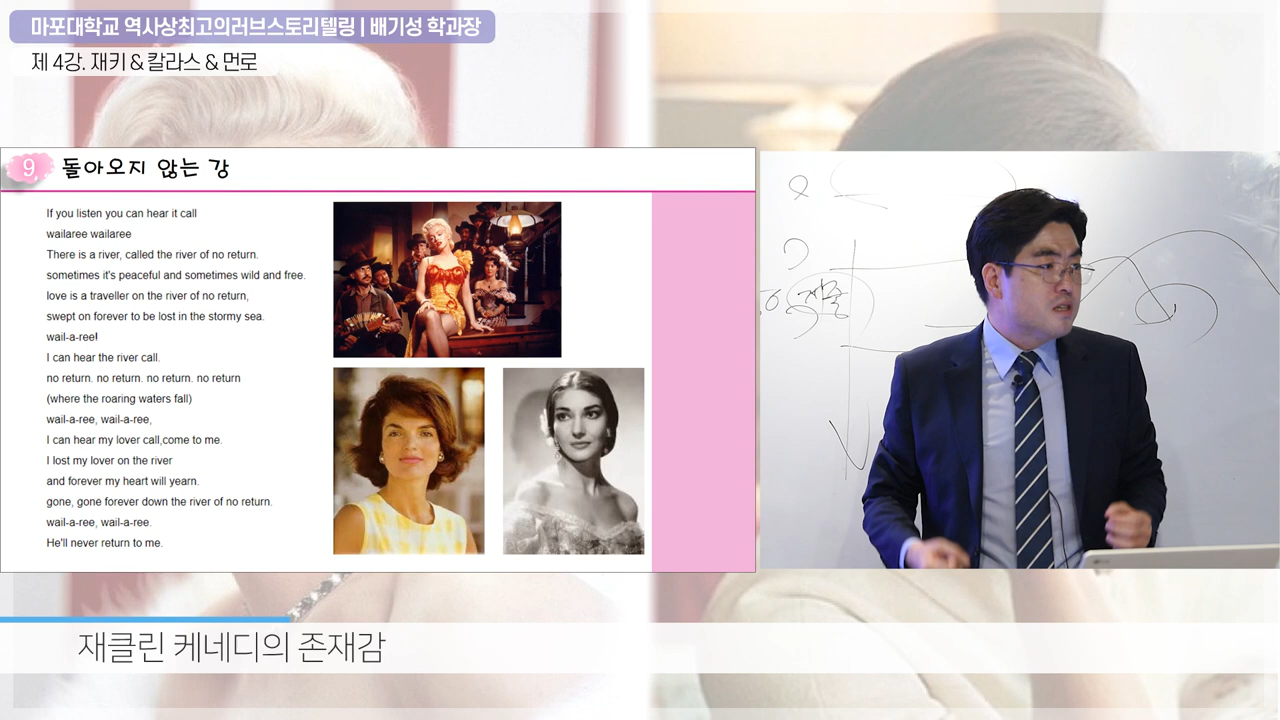 마포대학교 역사상최고의러브스토리텔링 | 배기성 학과장
제 4강. 재키 & 칼라스 & 먼로
9
돌아오지 않는 강
If you listen you can hear it call
wailaree wailaree
There is a river, called the river of no return.
sometimes it's peaceful and sometimes wild and free.
love is a traveller on the river of no return,
swept on forever to be lost in the stormy sea.
wail-a-ree!
I can hear the river call.
no return. no return. no return. no return
(where the roaring waters fall)
wail-a-ree, wail-a-ree,
I can hear my lover call,come to me.
I lost my lover on the river
and forever my heart will yearn.
gone, gone forever down the river of no return.
wail-a-ree, wail-a-ree.
He'll never return to me.
재클린 케네디의 존재감